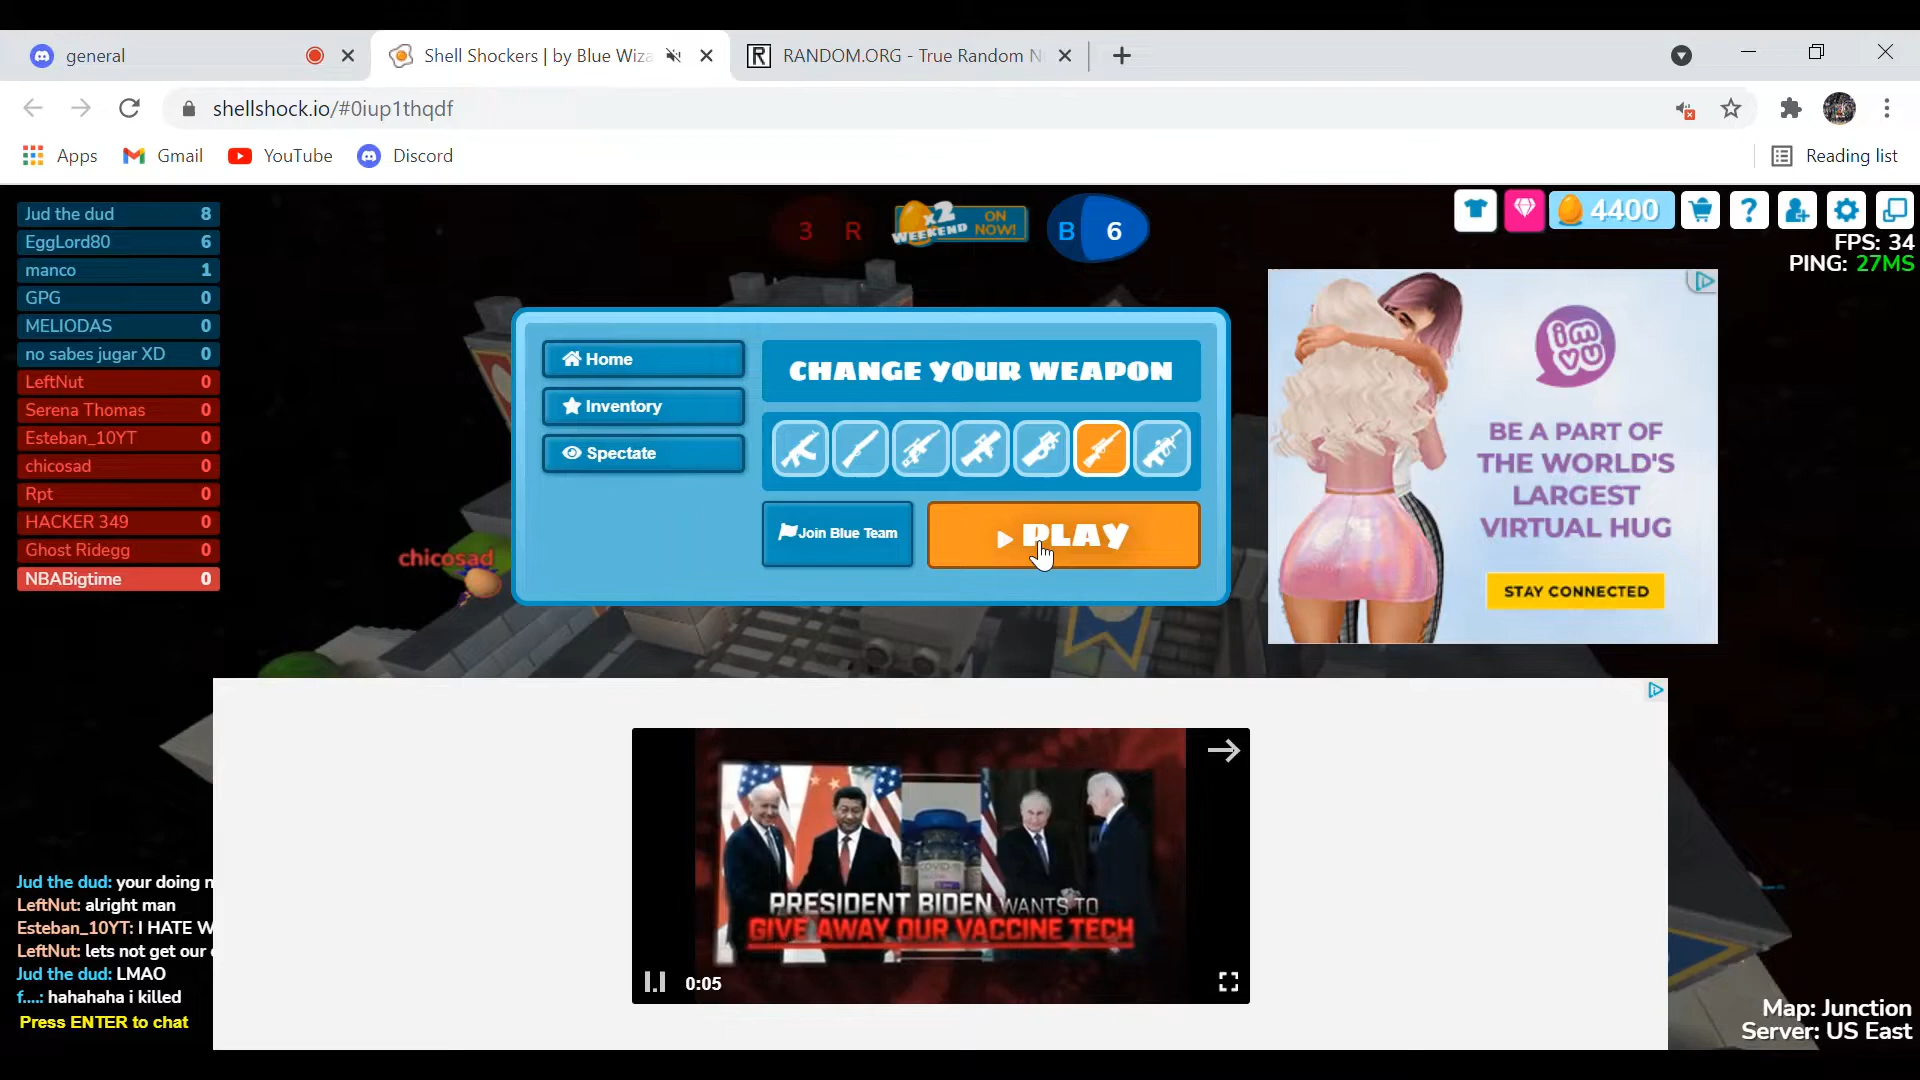 general
Shell Shockers | by Blue Wiza
RANDOM.ORG - True Random N
shellshock.io/#0iup1thqdf
Apps
Gmail
YouTube
Discord
Reading list
Jud the dud 8
EggLord80 6
manco 1
GPG 0
MELIODAS 0
no sabes jugar XD 0
LeftNut 0
Serena Thomas 0
Esteban_10YT 0
chicosad 0
Rpt 0
HACKER 349 0
Ghost Ridegg 0
NBABigtime 0
3 R
x2 WEEKEND ON NOW!
B 6
4400
?
FPS: 34
PING: 27MS
chicosad
Home
Inventory
Spectate
CHANGE YOUR WEAPON
Join Blue Team
PLAY
imvu
BE A PART OF
THE WORLD'S
LARGEST
VIRTUAL HUG
STAY CONNECTED
COVID-19
PRESIDENT BIDEN WANTS TO
GIVE AWAY OUR VACCINE TECH
0:05
Jud the dud: your doing n
LeftNut: alright man
Esteban_10YT: I HATE W
LeftNut: lets not get our
Jud the dud: LMAO
f....: hahahaha i killed
Press ENTER to chat
Map: Junction
Server: US East